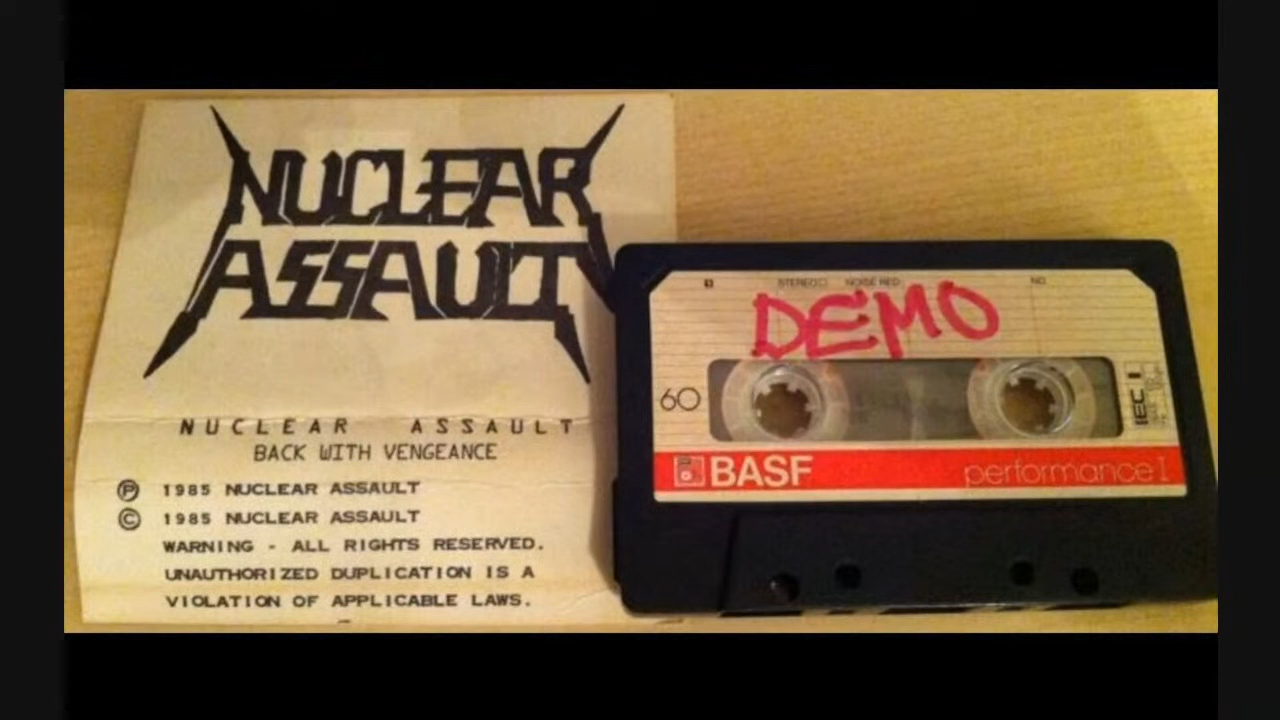 NUCLEAR
ASSAULT
NUCLEAR ASSAULT
BACK WITH VENGEANCE
Ⓟ 1985 NUCLEAR ASSAULT
© 1985 NUCLEAR ASSAULT
WARNING - ALL RIGHTS RESERVED.
UNAUTHORIZED DUPLICATION IS A
VIOLATION OF APPLICABLE LAWS.
STEREO NOISE RED NO
DEMO
60
IEC I
BASF performance I